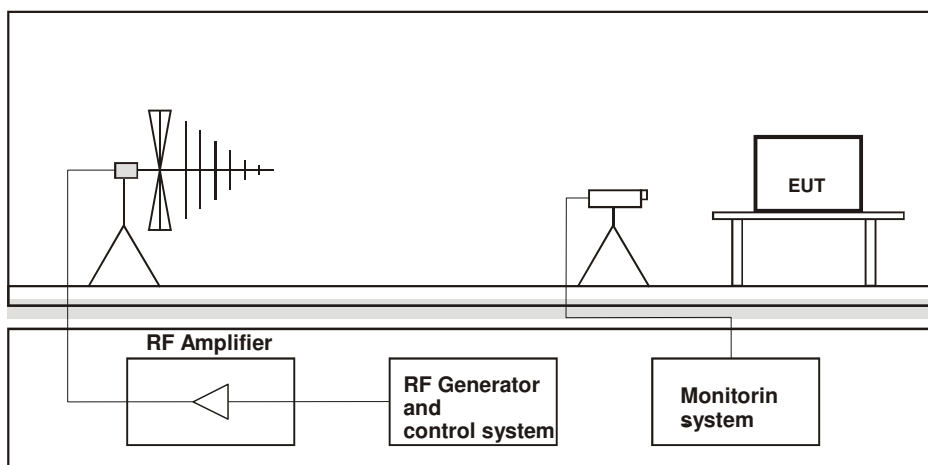 EUT
RF Amplifier
RF Generator
and
control system
Monitorin
system